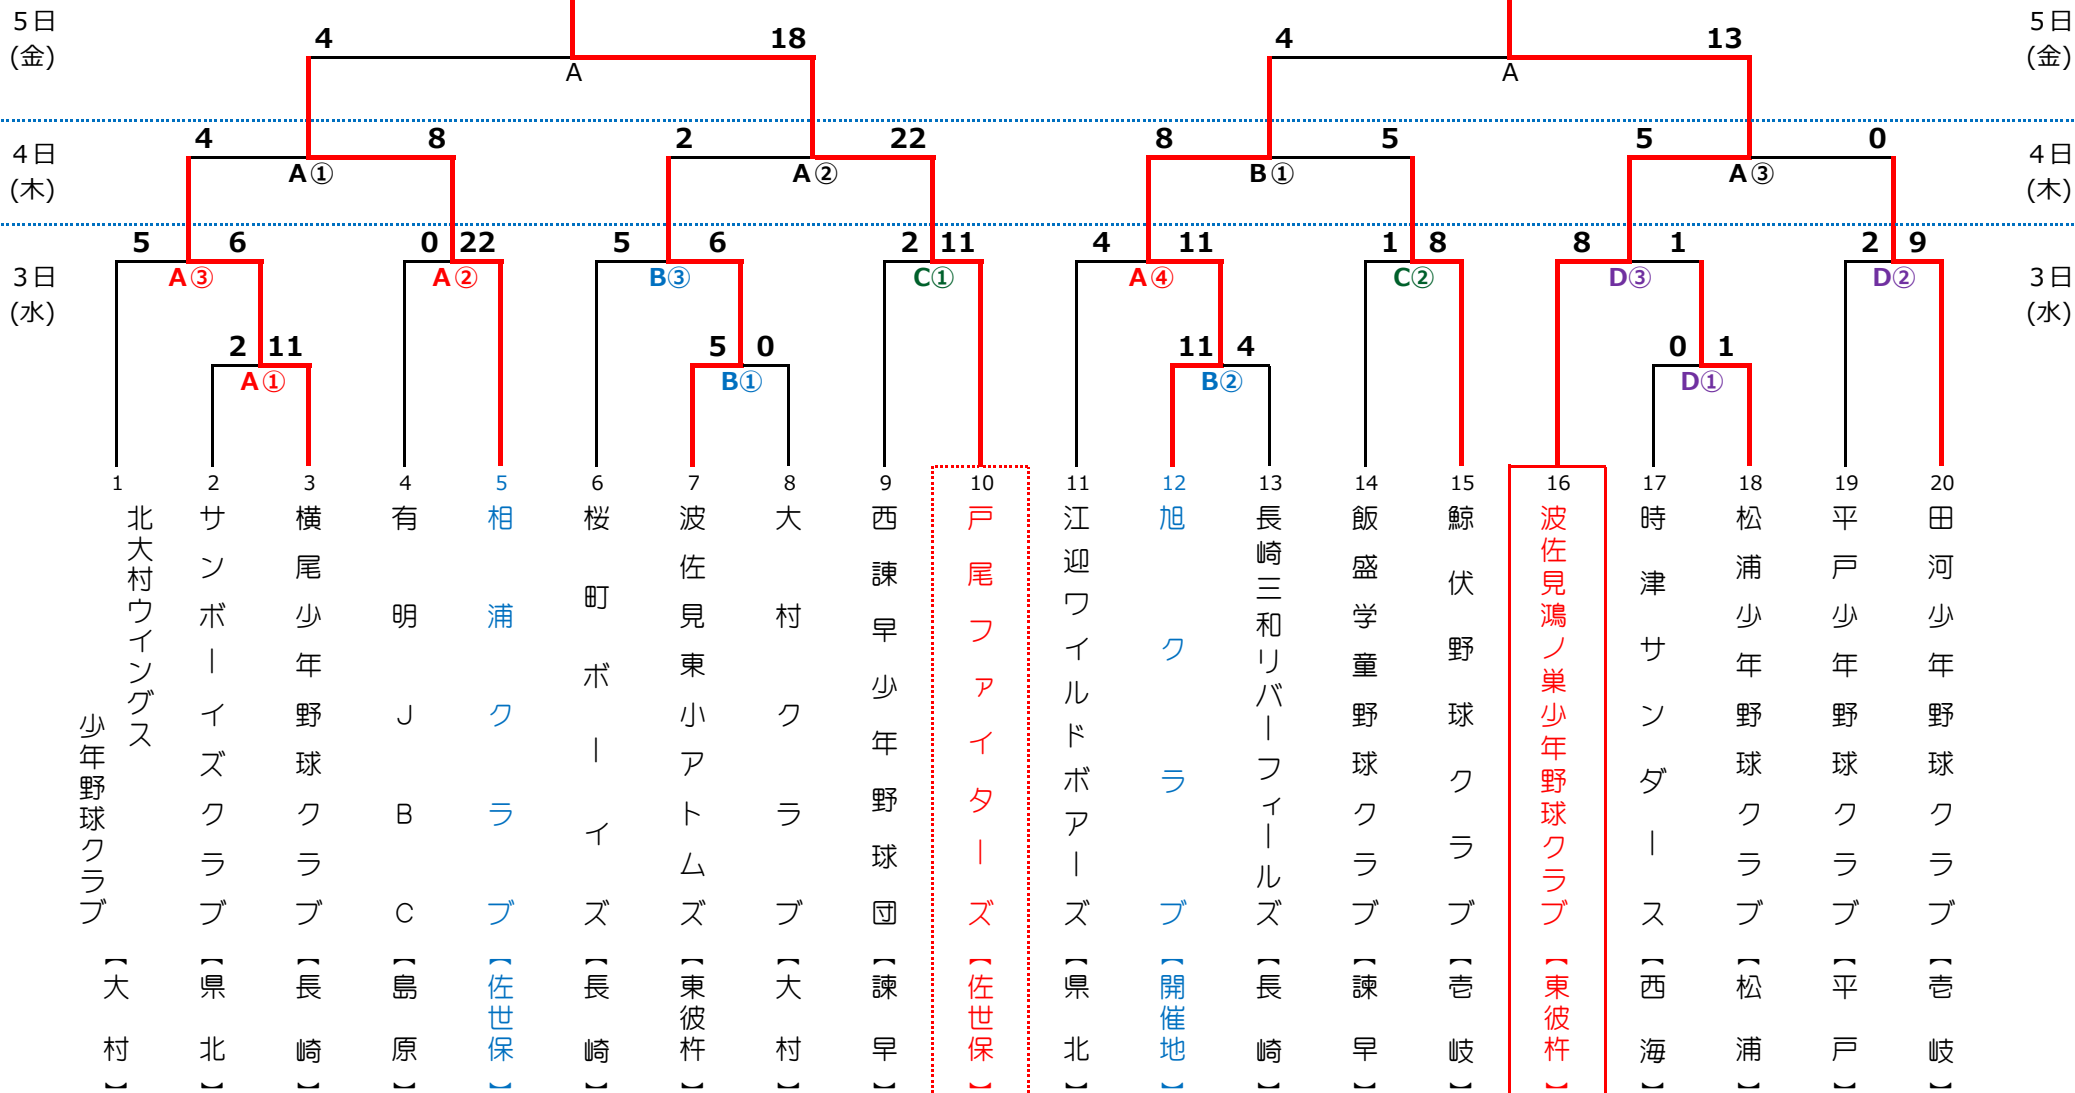 5日
(金)
4
18
A
4
13
A
5日
(金)
4日
(木)
4
8
A①
2
22
A②
8
5
B①
5
0
A③
4日
(木)
3日
(水)
5
6
A③
0
22
A②
5
6
B③
2
11
C①
4
11
A④
1
8
C②
8
1
D③
2
9
D②
3日
(水)
2
11
A①
5
0
B①
11
4
B②
0
1
D①
1
北大村ウイングス
少年野球クラブ
【大村】
2
サンボーイズクラブ
【県北】
3
横尾少年野球クラブ
【長崎】
4
有明JBC
【島原】
5
相浦クラブ
【佐世保】
6
桜町ボーイズ
【長崎】
7
波佐見東小アトムズ
【東彼杵】
8
大村クラブ
【大村】
9
西諫早少年野球団
【諫早】
10
戸尾ファイターズ
【佐世保】
11
江迎ワイルドボアーズ
【県北】
12
旭クラブ
【開催地】
13
長崎三和リバーフィールズ
【長崎】
14
飯盛学童野球クラブ
【諫早】
15
鯨伏野球クラブ
【壱岐】
16
波佐見鴻ノ巣少年野球クラブ
【東彼杵】
17
時津サンダース
【西海】
18
松浦少年野球クラブ
【松浦】
19
平戸少年野球クラブ
【平戸】
20
田河少年野球クラブ
【壱岐】